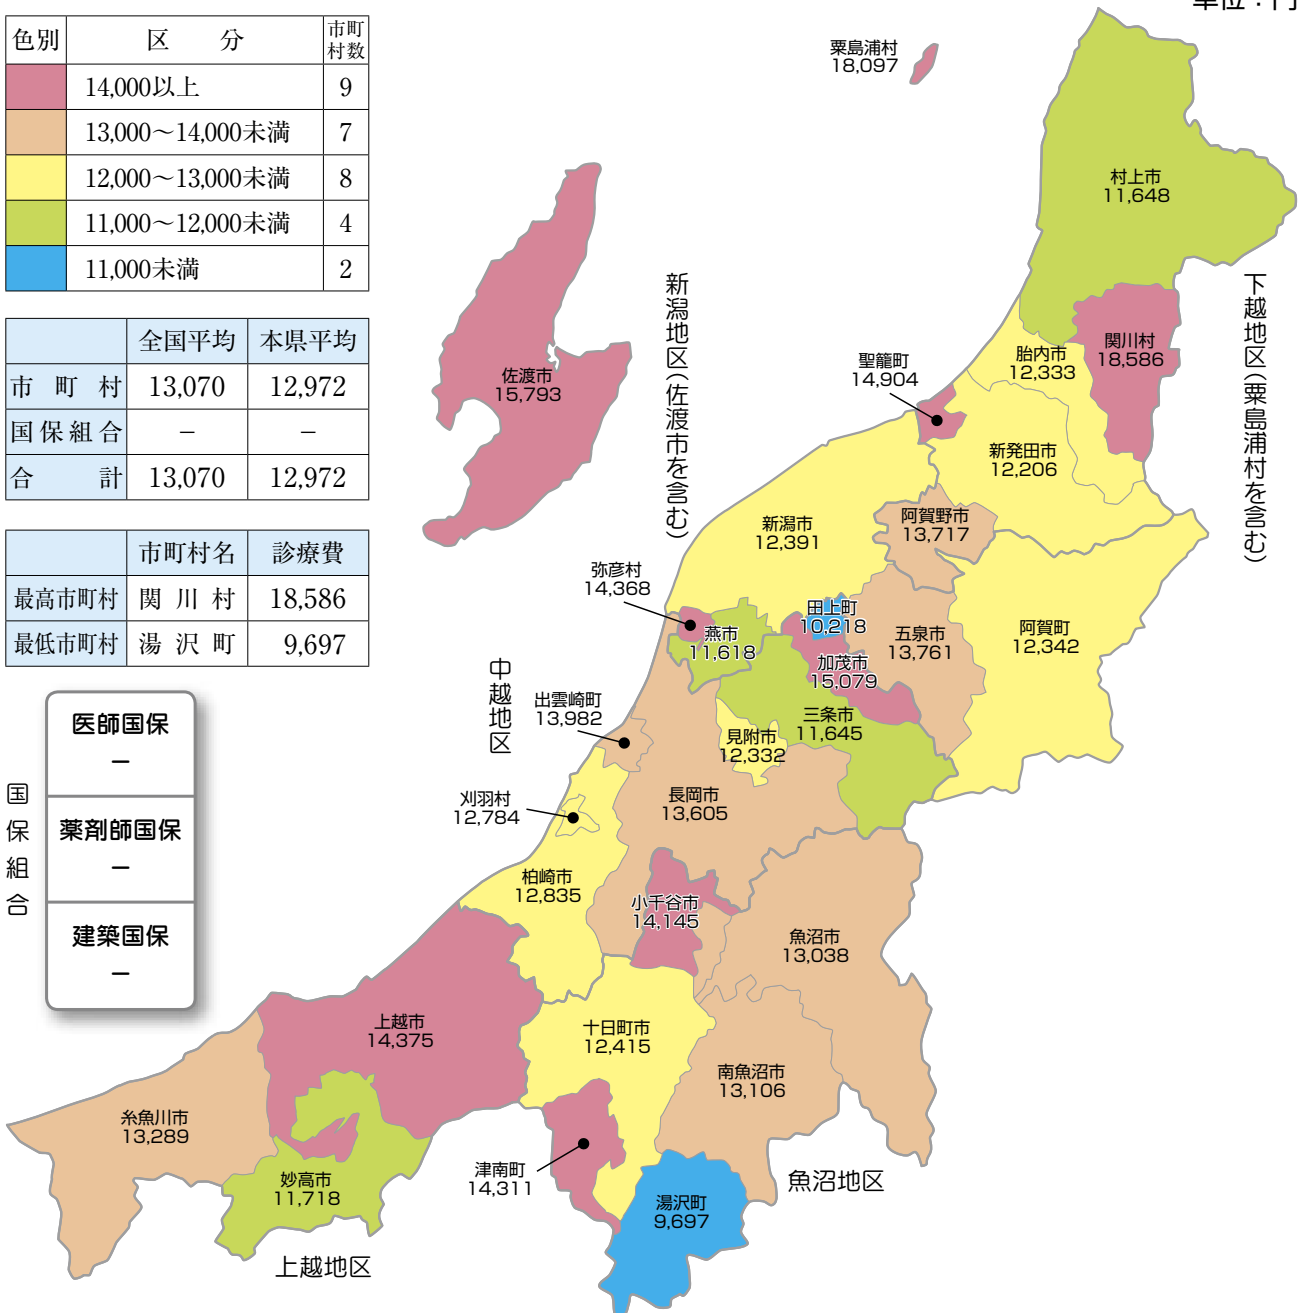 単位：円
色別 区　分 市町村数
14,000以上 9
13,000～14,000未満 7
12,000～13,000未満 8
11,000～12,000未満 4
11,000未満 2
全国平均 本県平均
市町村 13,070 12,972
国保組合 − −
合計 13,070 12,972
市町村名 診療費
最高市町村 関川村 18,586
最低市町村 湯沢町 9,697
国保組合
医師国保
−
薬剤師国保
−
建築国保
−
粟島浦村
18,097
村上市
11,648
下越地区（粟島浦村を含む）
関川村
18,586
胎内市
12,333
聖籠町
14,904
新発田市
12,206
新潟地区（佐渡市を含む）
佐渡市
15,793
新潟市
12,391
阿賀野市
13,717
弥彦村
14,368
燕市
11,618
田上町
10,218
五泉市
13,761
阿賀町
12,342
加茂市
15,079
中越地区
出雲崎町
13,982
三条市
11,645
見附市
12,332
刈羽村
12,784
長岡市
13,605
柏崎市
12,835
小千谷市
14,145
魚沼市
13,038
上越市
14,375
十日町市
12,415
南魚沼市
13,106
糸魚川市
13,289
妙高市
11,718
津南町
14,311
魚沼地区
湯沢町
9,697
上越地区